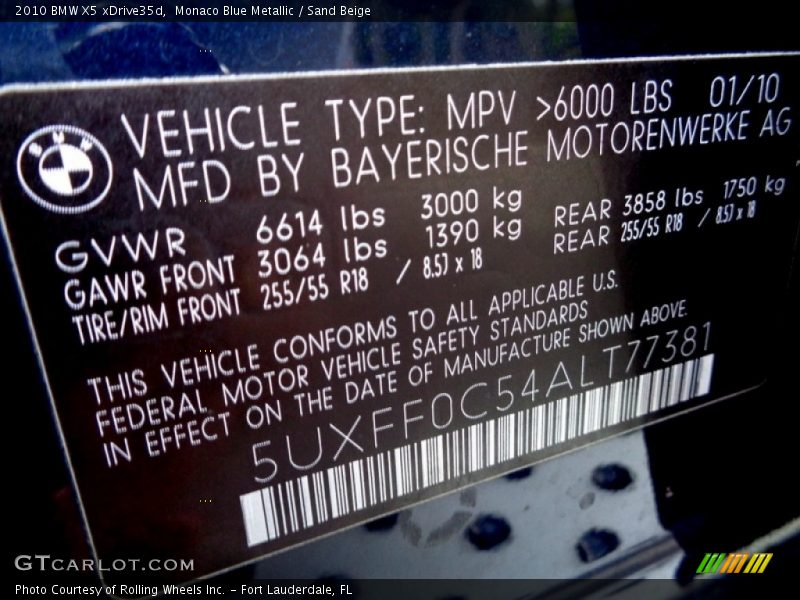 2010 BMW X5 xDrive35d, Monaco Blue Metallic / Sand Beige
BMW
VEHICLE TYPE: MPV >6000 LBS 01/10
MFD BY BAYERISCHE MOTORENWERKE AG
GVWR 6614 lbs 3000 kg
GAWR FRONT 3064 lbs 1390 kg REAR 3858 lbs 1750 kg
TIRE/RIM FRONT 255/55 R18 / 8.5J x 18 REAR 255/55 R18 / 8.5J x 18
THIS VEHICLE CONFORMS TO ALL APPLICABLE U.S.
FEDERAL MOTOR VEHICLE SAFETY STANDARDS
IN EFFECT ON THE DATE OF MANUFACTURE SHOWN ABOVE.
5UXFF0C54ALT77381
GTCARLOT.COM
Photo Courtesy of Rolling Wheels Inc. – Fort Lauderdale, FL